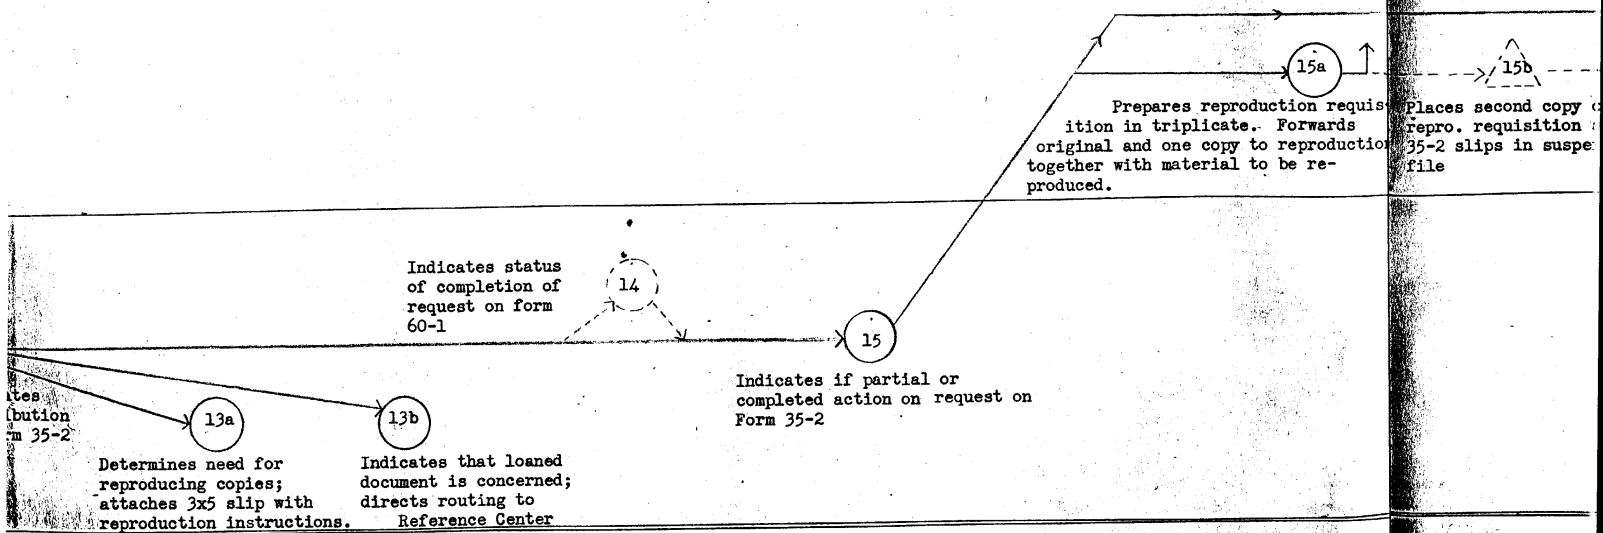 15a
15b
Prepares reproduction requis-
ition in triplicate. Forwards
original and one copy to reproduction
together with material to be re-
produced.
Places second copy
repro. requisition
35-2 slips in
file
Indicates status
of completion of
request on form
60-1
14
15
Indicates if partial or
completed action on request on
Form 35-2
35-2
13a
13b
Determines need for
reproducing copies;
attaches 3x5 slip with
reproduction instructions.
Indicates that loaned
document is concerned;
directs routing to
Reference Center